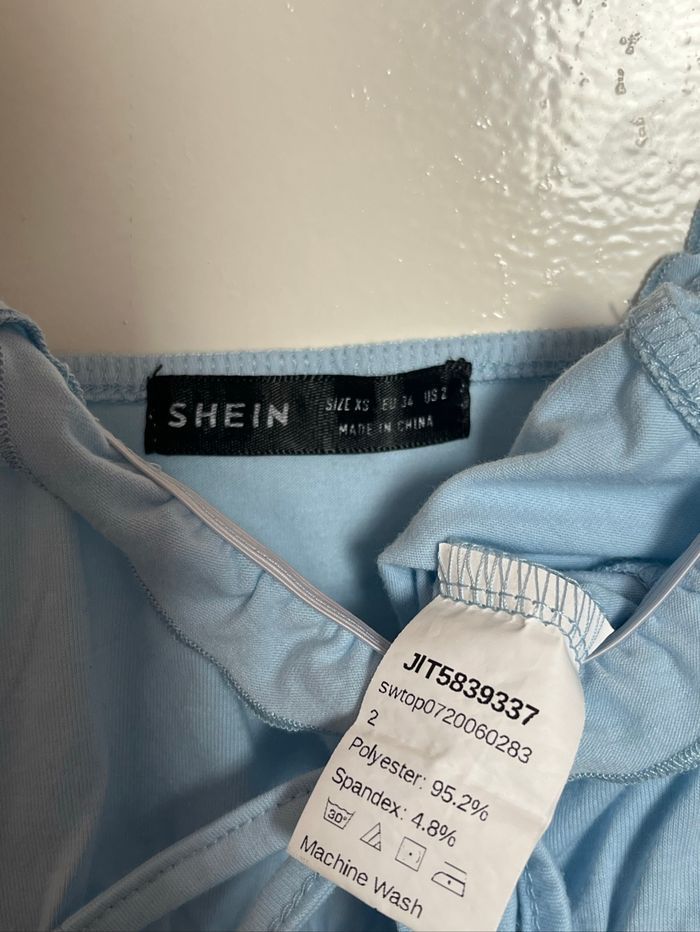 SHEIN
SIZE XS EU 34 US 2
MADE IN CHINA
JIT5839337
swtop0720060283
2
Polyester: 95.2%
Spandex: 4.8%
30°
Machine Wash